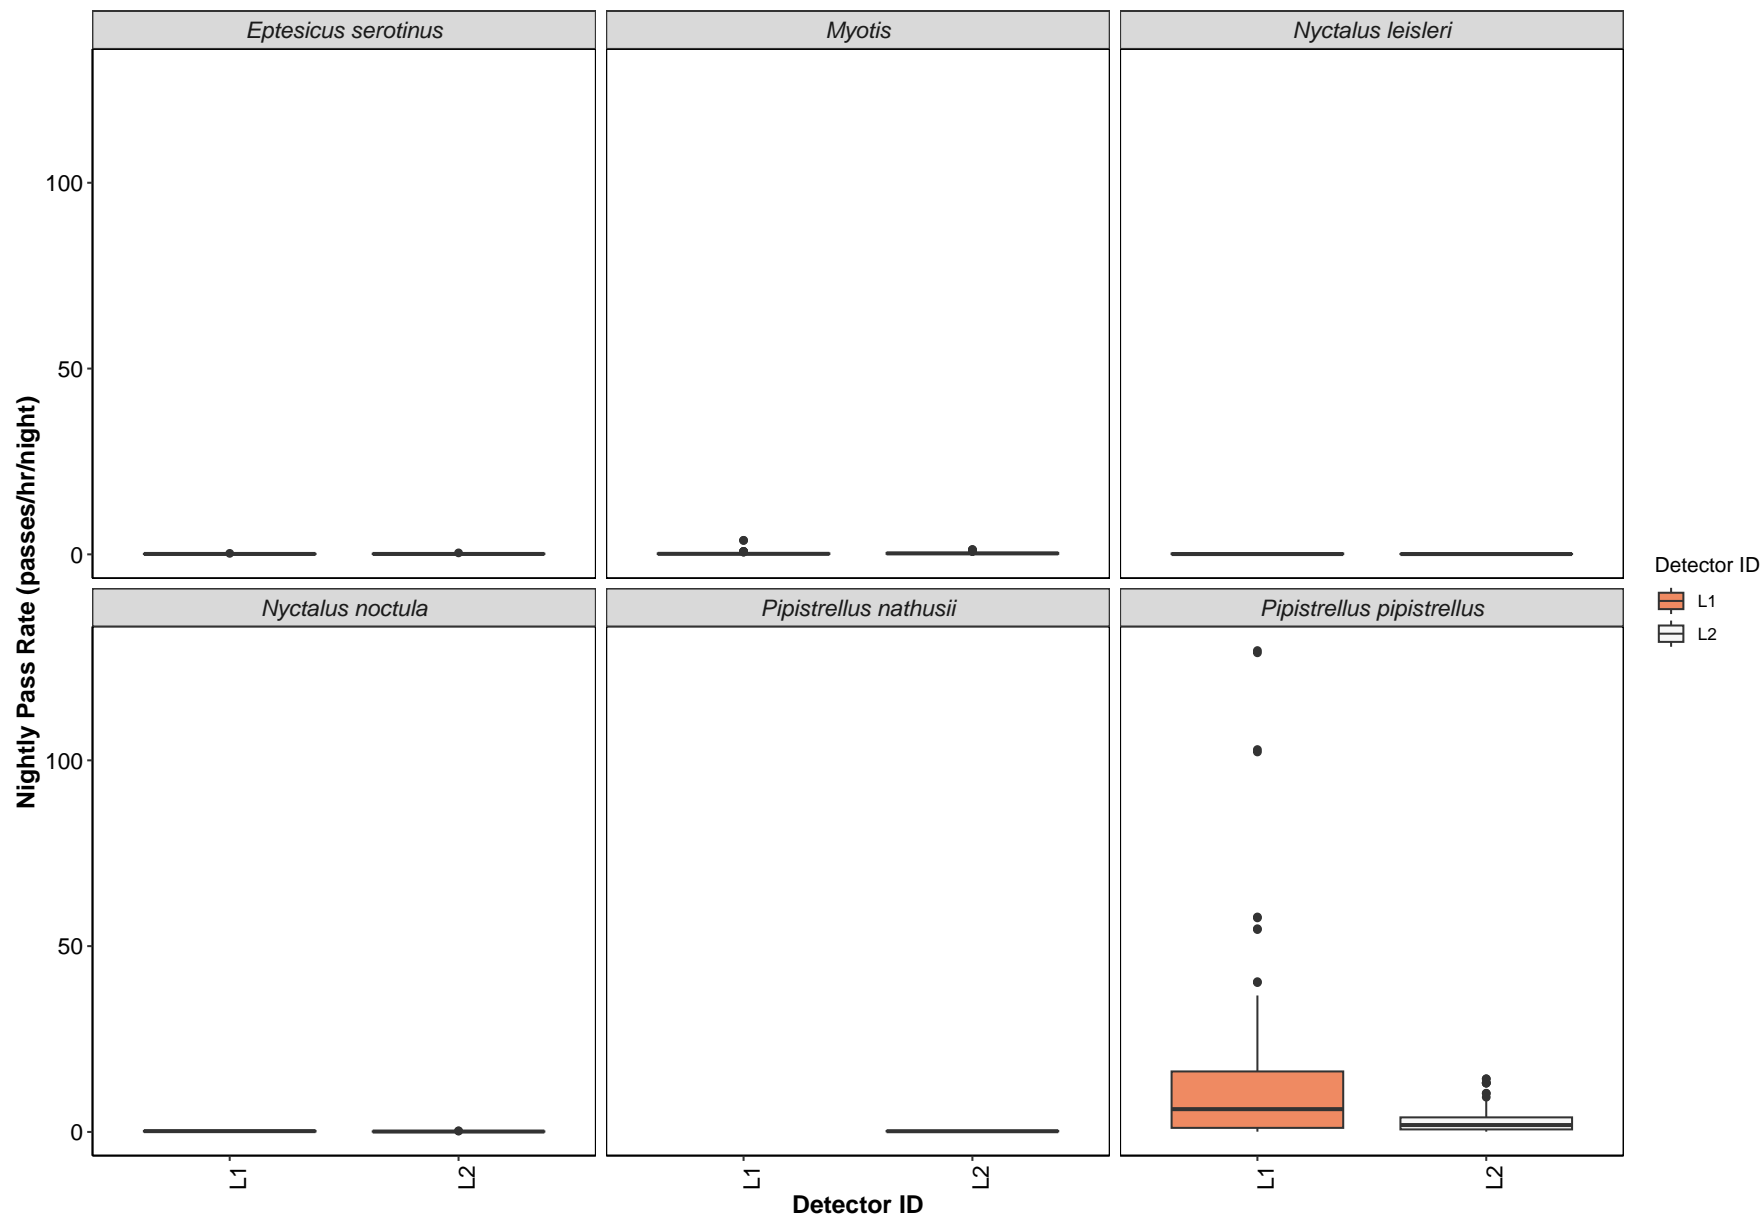 Eptesicus serotinus
Myotis
Nyctalus leisleri
100
50
0
Nyctalus noctula
Pipistrellus nathusii
Pipistrellus pipistrellus
100
50
0
L1
L2
L1
L2
L1
L2
Detector ID
Nightly Pass Rate (passes/hr/night)
Detector ID
L1
L2